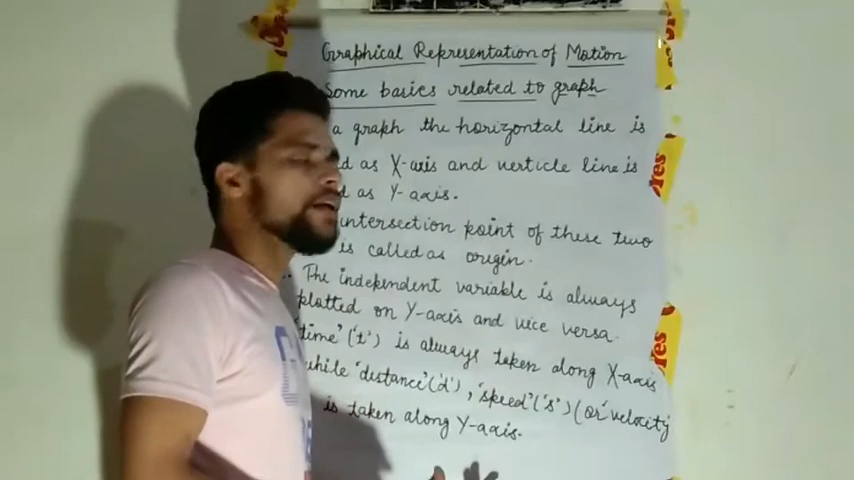 Graphical Representation of Motion
Some basics related to graph
a graph the horizontal line is
d as X-axis and verticle line is
d as Y-axis.
intersection point of these two
is called as origin.
The independent variable is always
plotted on Y-axis and vice versa.
"time" ('t') is always taken along X-axis
while 'distance' ('d'), 'speed' ('s') (or velocity
is taken along Y-axis.